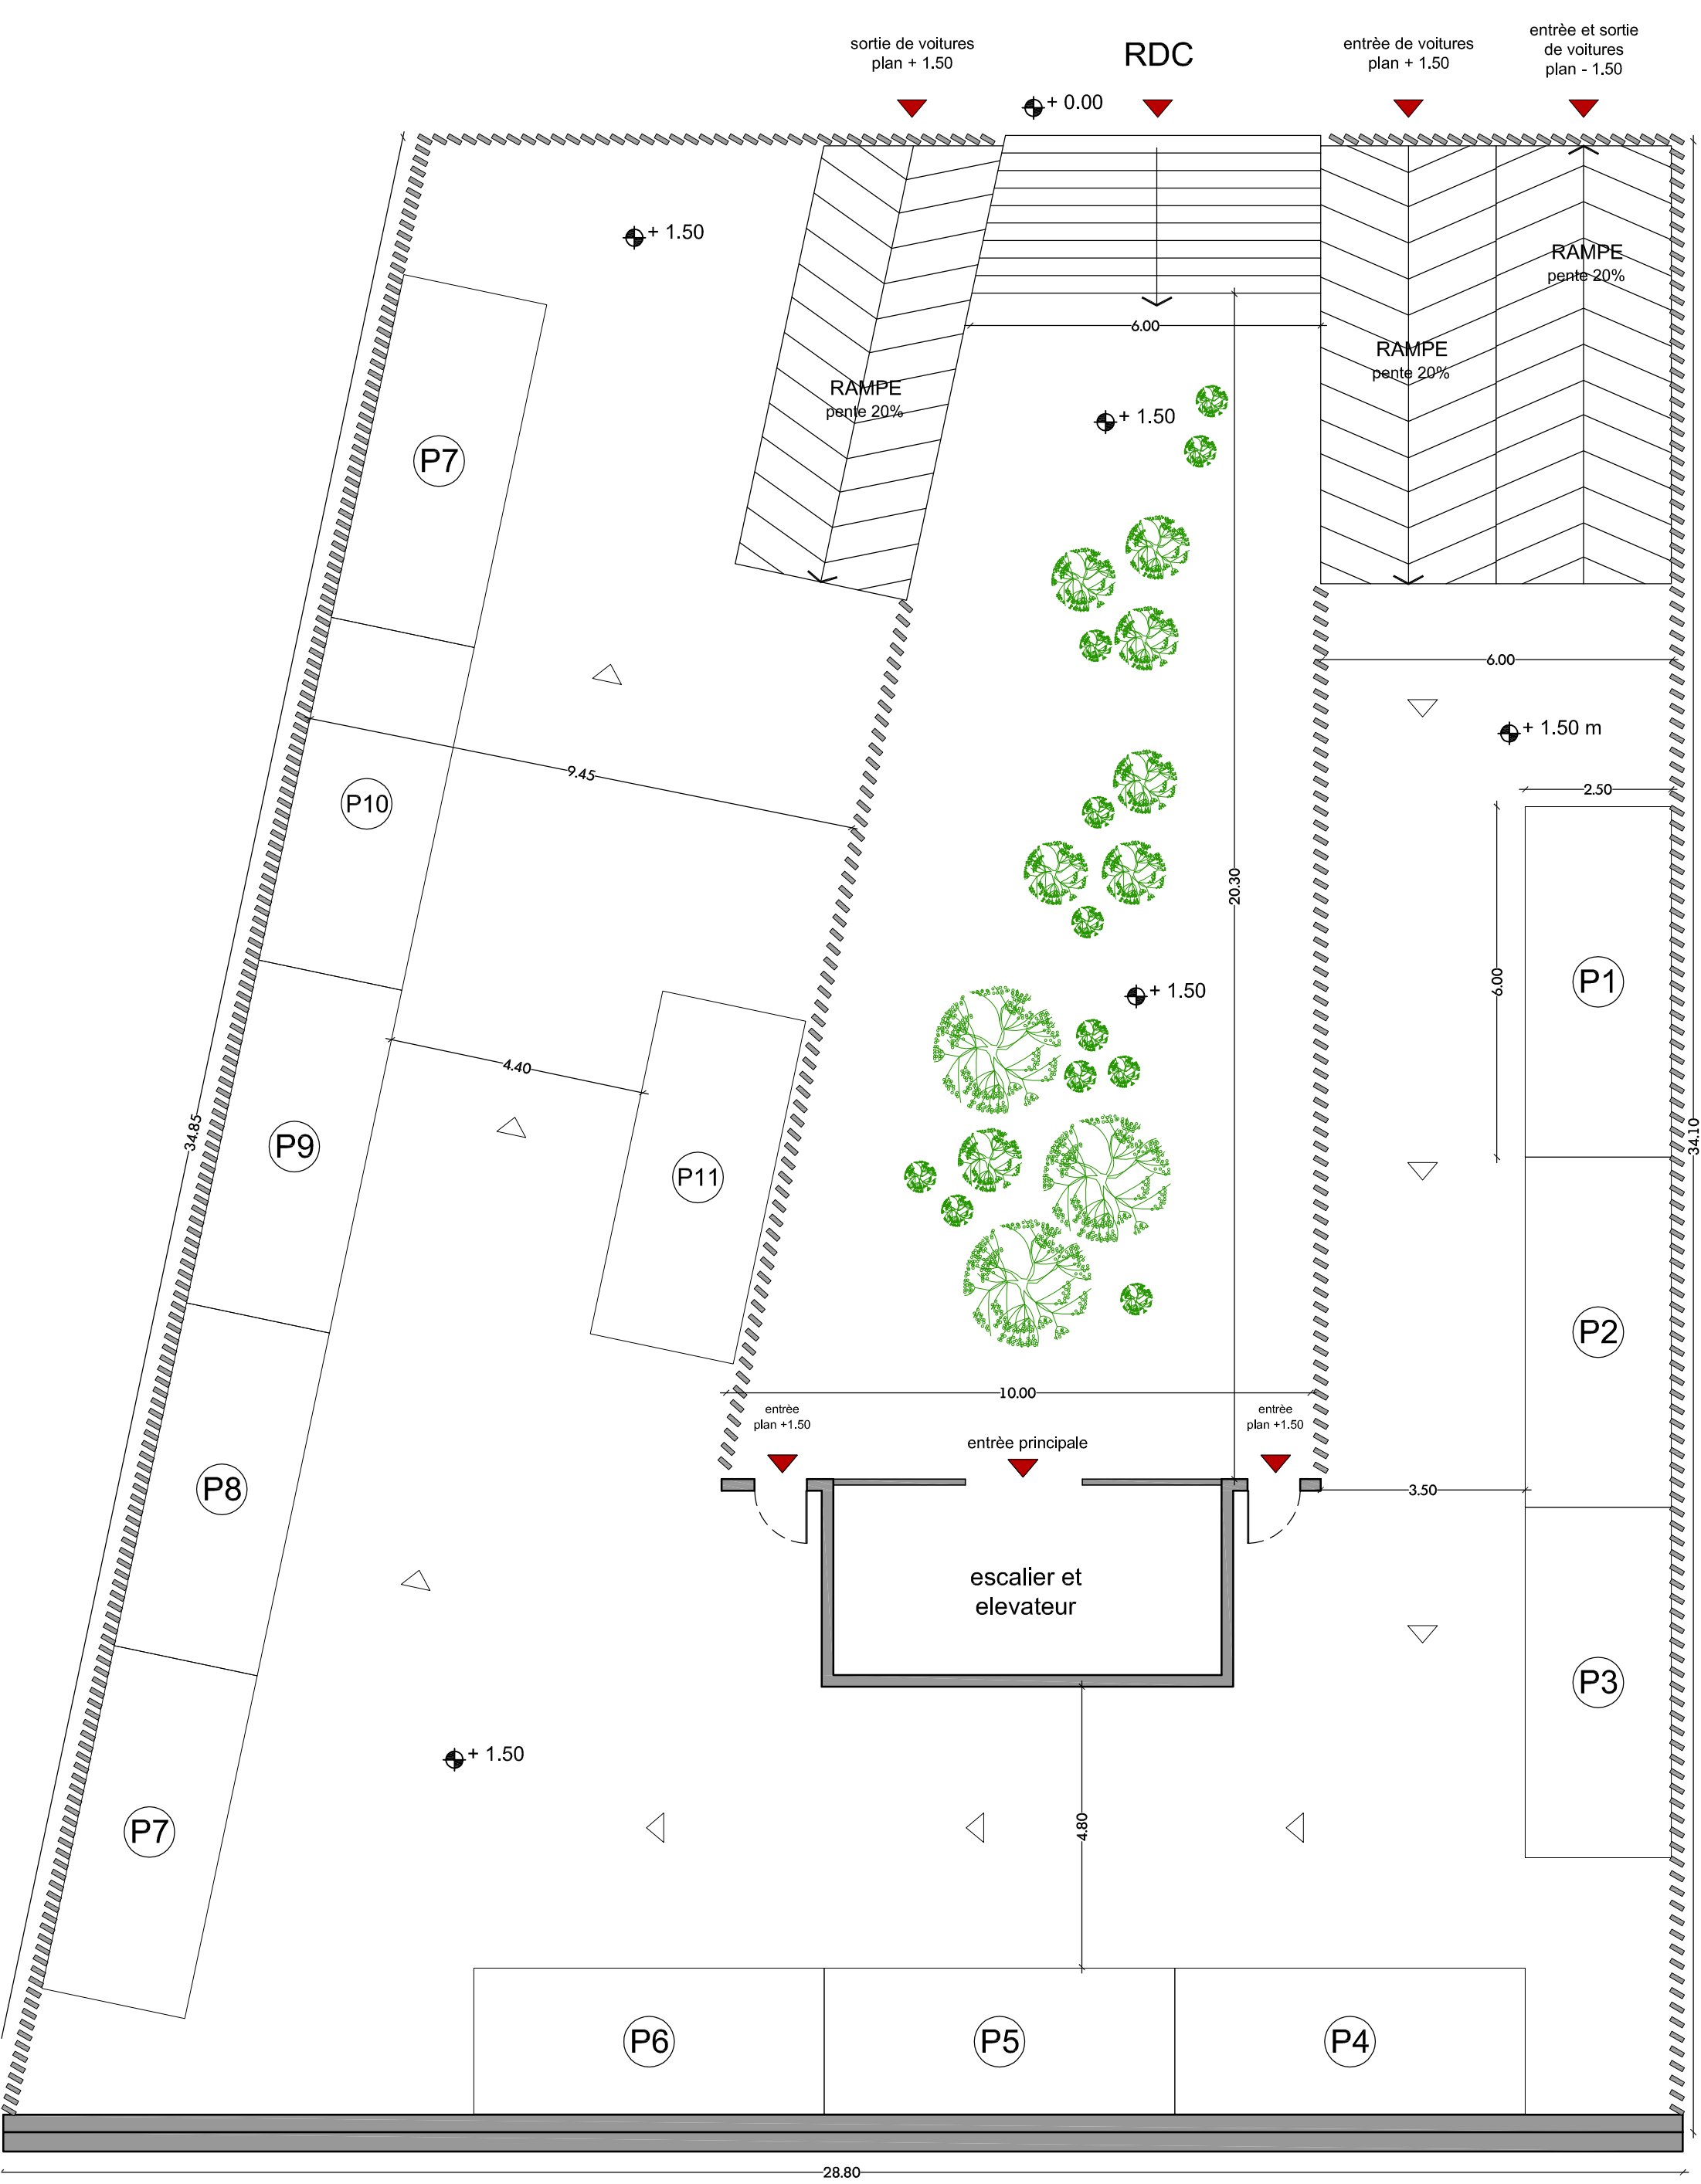 sortie de voitures
plan + 1.50
RDC
entrèe de voitures
plan + 1.50
entrèe et sortie
de voitures
plan - 1.50
+ 0.00
+ 1.50
RAMPE
pente 20%
6.00
RAMPE
pente 20%
RAMPE
pente 20%
+ 1.50
P7
6.00
+ 1.50 m
9.45
2.50
P10
20.30
6.00
P1
+ 1.50
4.40
34.85
P9
P11
34.10
P2
10.00
entrèe
plan +1.50
entrèe principale
entrèe
plan +1.50
P8
3.50
escalier et
elevateur
P3
+ 1.50
P7
4.80
P6
P5
P4
28.80